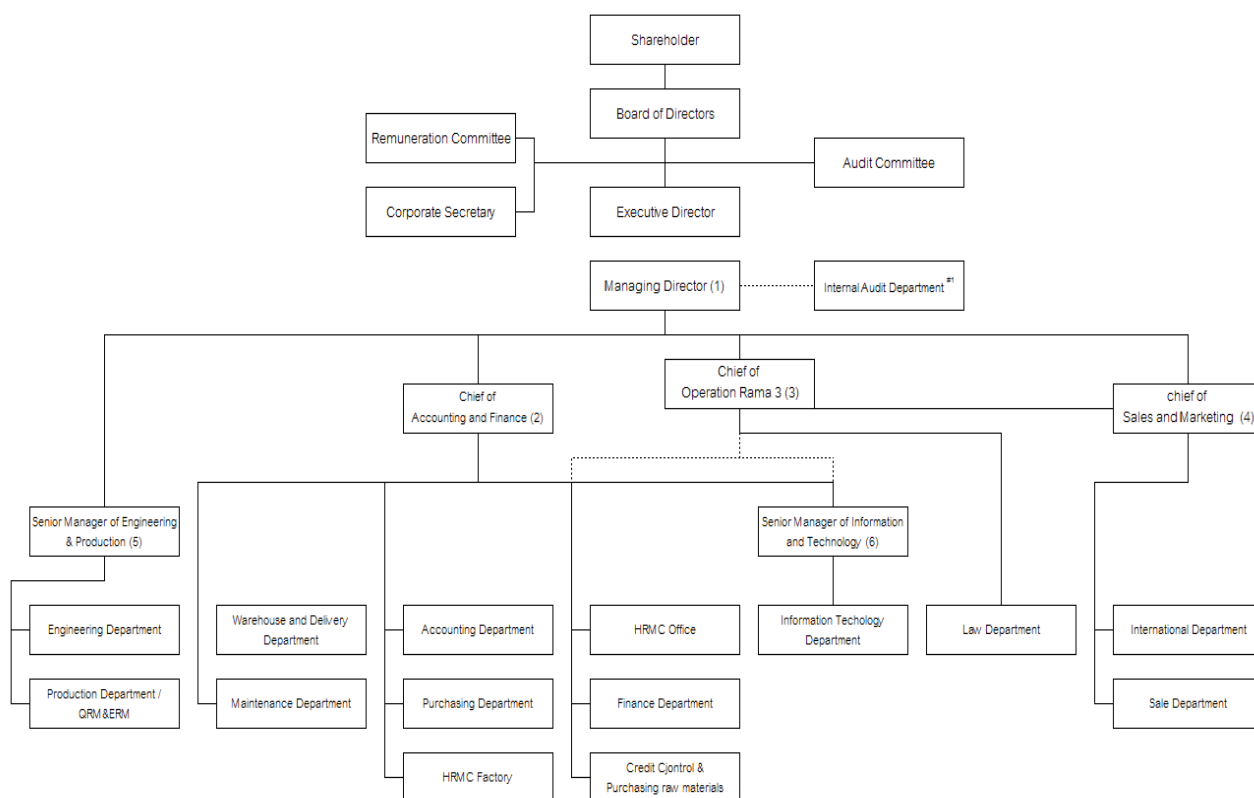 Shareholder
Board of Directors
Remuneration Committee
Audit Committee
Corporate Secretary
Executive Director
Managing Director (1)
Internal Audit Department #1
Chief of
Accounting and Finance (2)
Chief of
Operation Rama 3 (3)
chief of
Sales and Marketing (4)
Senior Manager of Engineering
& Production (5)
Senior Manager of Information
and Technology (6)
Engineering Department
Warehouse and Delivery
Department
Accounting Department
HRMC Office
Information Techology
Department
Law Department
International Department
Production Department /
QRM&ERM
Maintenance Department
Purchasing Department
Finance Department
Sale Department
HRMC Factory
Credit Cjontrol &
Purchasing raw materials